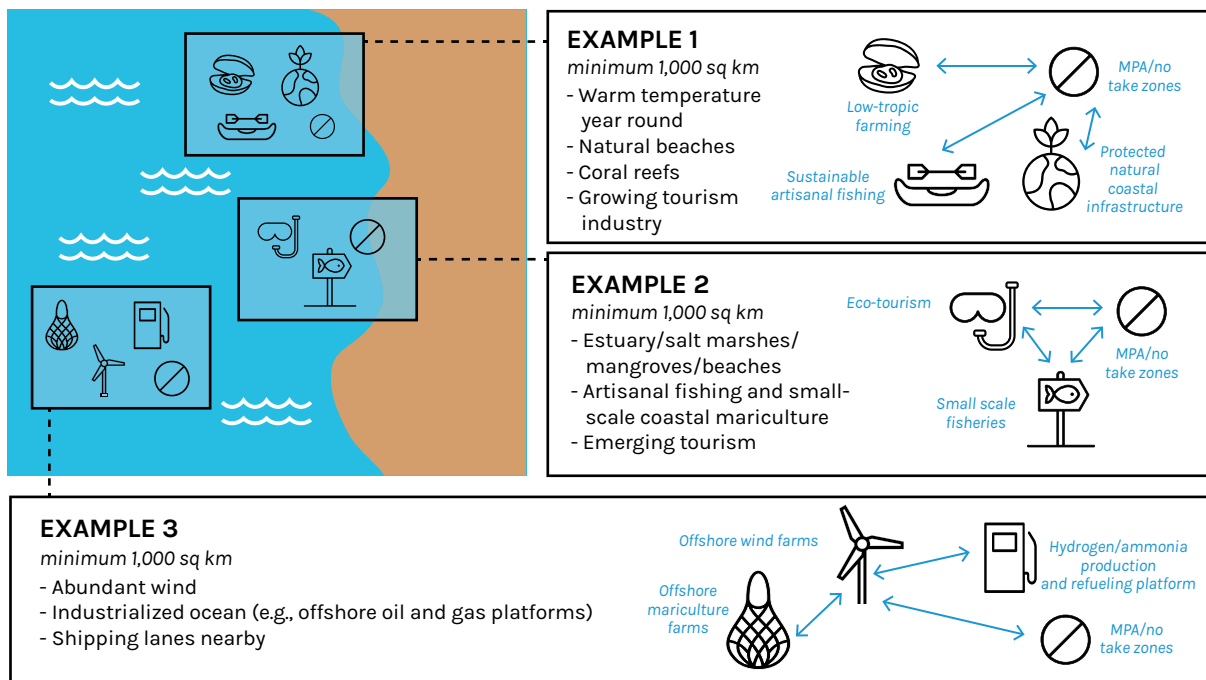 EXAMPLE 1
minimum 1,000 sq km
- Warm temperature
year round
- Natural beaches
- Coral reefs
- Growing tourism
industry
Low-tropic
farming
MPA/no
take zones
Sustainable
artisanal fishing
Protected
natural
coastal
infrastructure
EXAMPLE 2
minimum 1,000 sq km
- Estuary/salt marshes/
mangroves/beaches
- Artisanal fishing and small-
scale coastal mariculture
- Emerging tourism
Eco-tourism
MPA/no
take zones
Small scale
fisheries
EXAMPLE 3
minimum 1,000 sq km
- Abundant wind
- Industrialized ocean (e.g., offshore oil and gas platforms)
- Shipping lanes nearby
Offshore wind farms
Offshore
mariculture
farms
Hydrogen/ammonia
production
and refueling platform
MPA/no
take zones